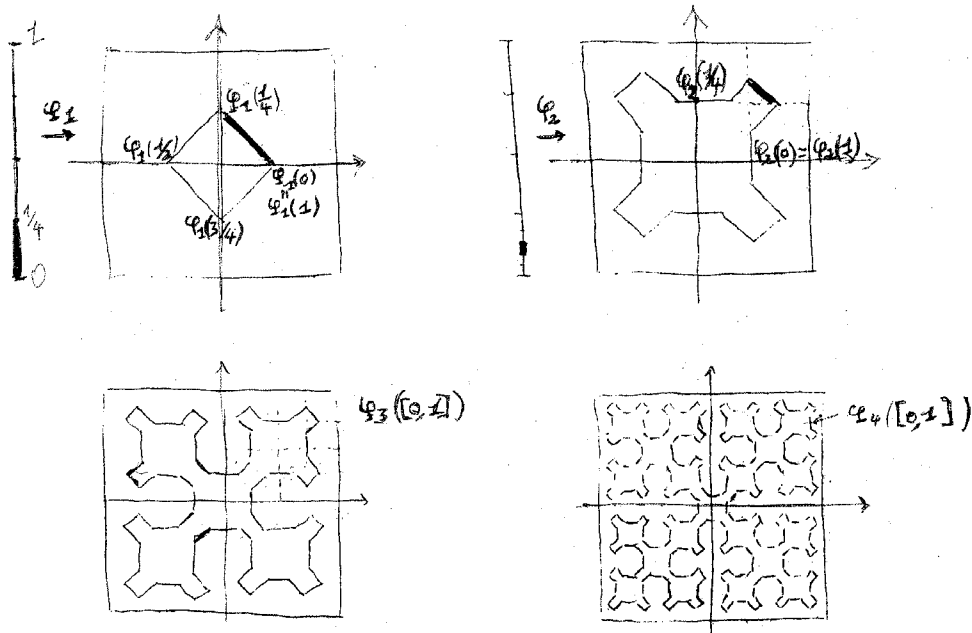 1
φ1
φ1(1/4)
φ1(1/2)
φ1(0)
"
φ1(1)
φ1(3/4)
1/4
0
φ2
φ2(1/4)
φ2(0)=φ2(1)
φ3([0,1])
φ4([0,1])